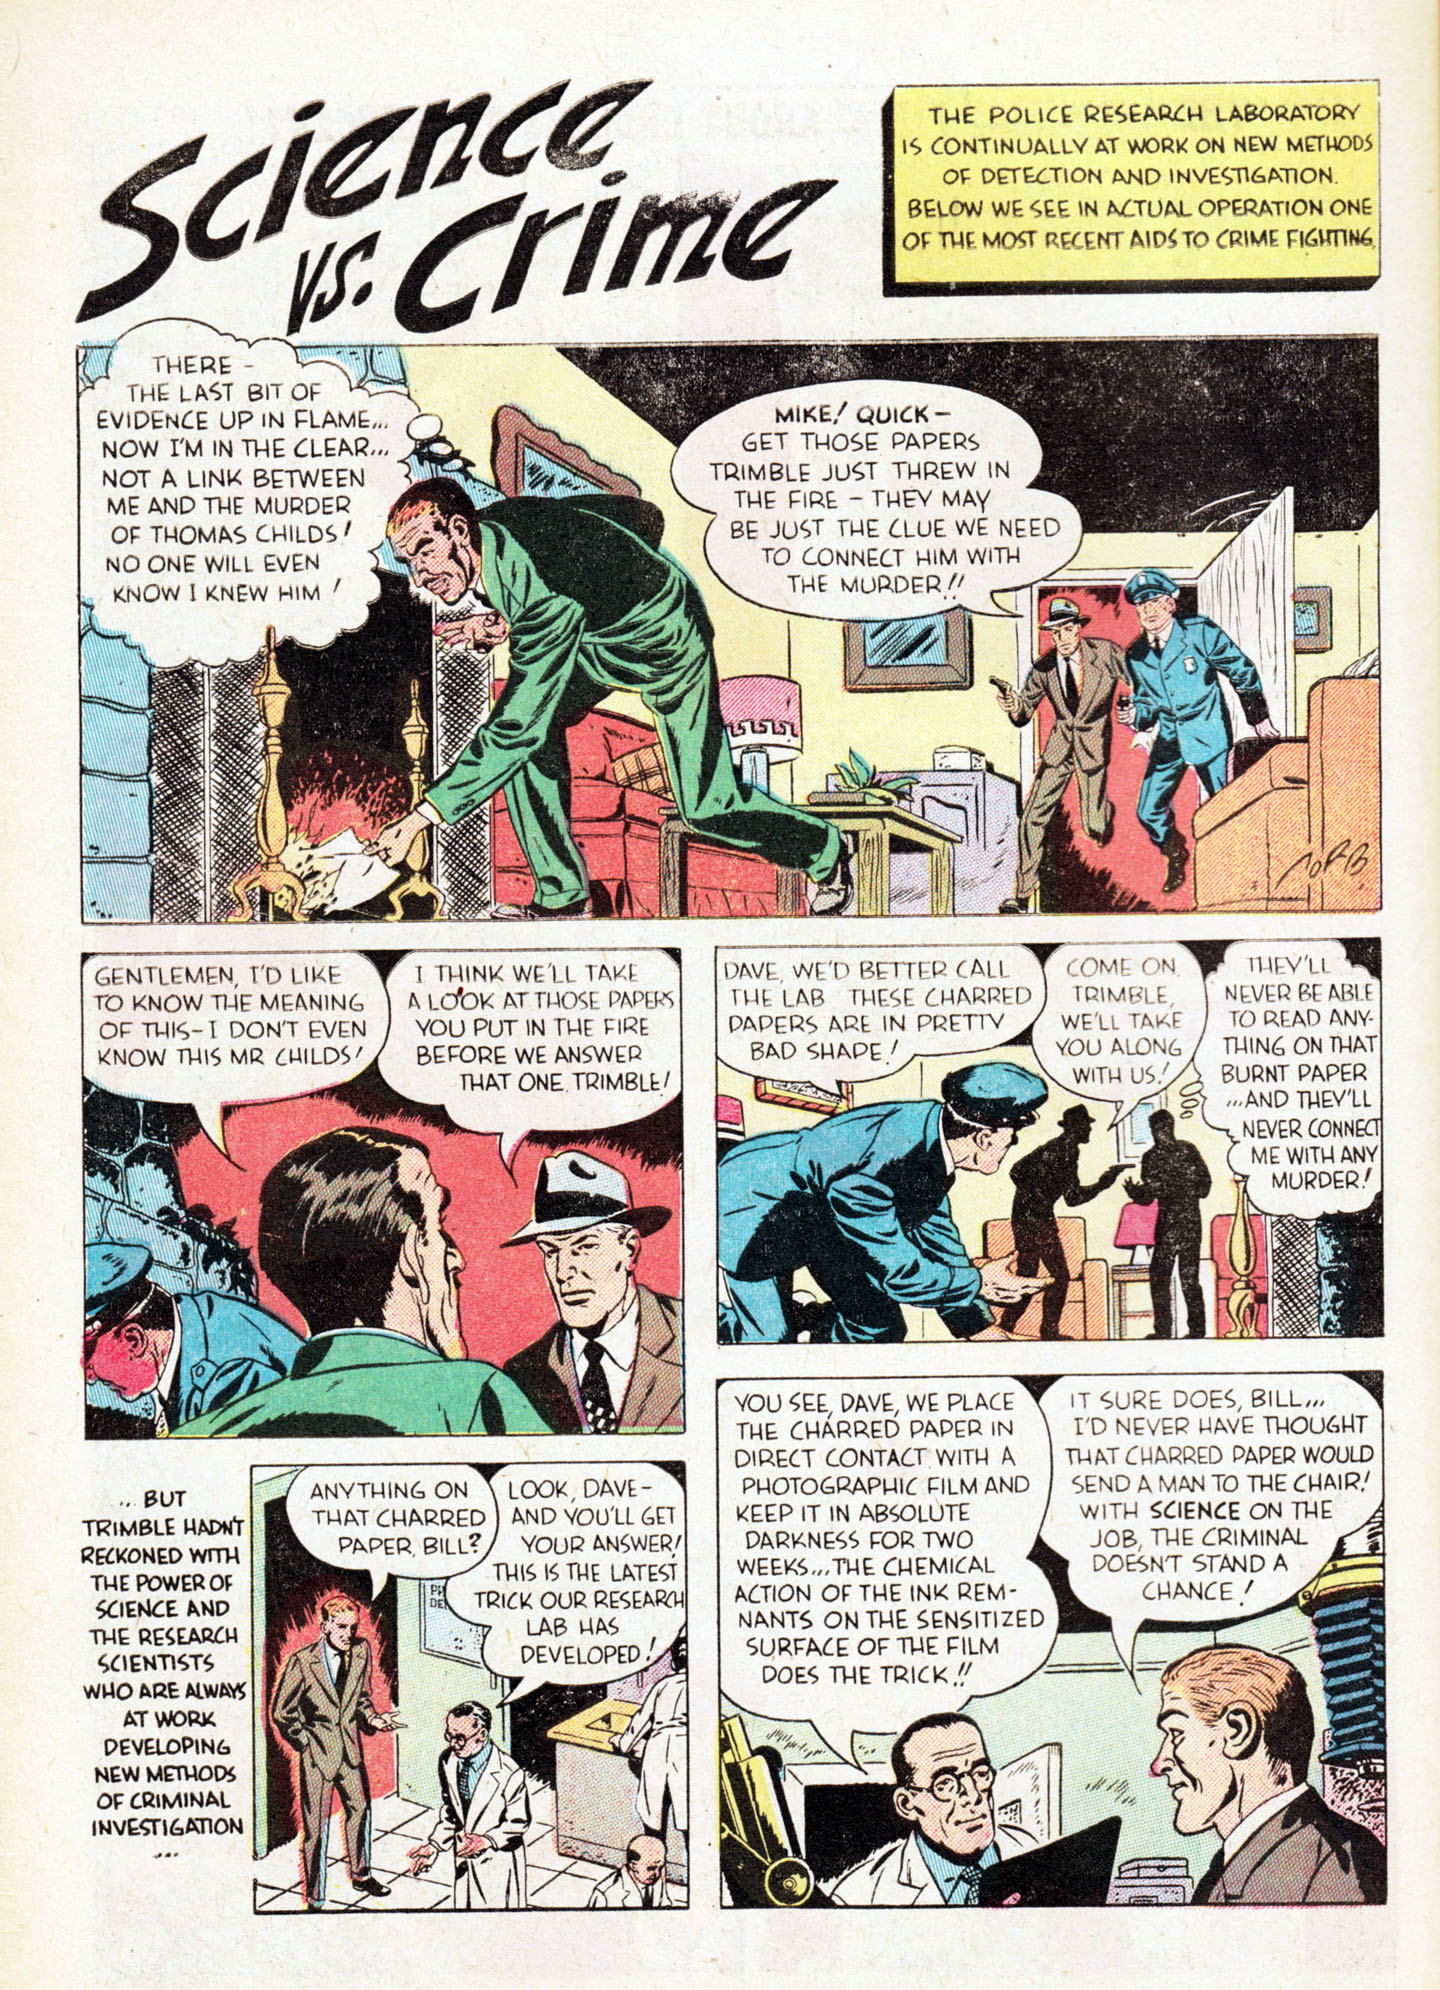 Science
vs. Crime
THE POLICE RESEARCH LABORATORY
IS CONTINUALLY AT WORK ON NEW METHODS
OF DETECTION AND INVESTIGATION.
BELOW WE SEE IN ACTUAL OPERATION ONE
OF THE MOST RECENT AIDS TO CRIME FIGHTING.
THERE -
THE LAST BIT OF
EVIDENCE UP IN FLAME...
NOW I'M IN THE CLEAR...
NOT A LINK BETWEEN
ME AND THE MURDER
OF THOMAS CHILDS!
NO ONE WILL EVEN
KNOW I KNEW HIM!
MIKE! QUICK -
GET THOSE PAPERS
TRIMBLE JUST THREW IN
THE FIRE - THEY MAY
BE JUST THE CLUE WE NEED
TO CONNECT HIM WITH
THE MURDER!!
NORB
GENTLEMEN, I'D LIKE
TO KNOW THE MEANING
OF THIS - I DON'T EVEN
KNOW THIS MR CHILDS!
I THINK WE'LL TAKE
A LOOK AT THOSE PAPERS
YOU PUT IN THE FIRE
BEFORE WE ANSWER
THAT ONE, TRIMBLE!
DAVE, WE'D BETTER CALL
THE LAB THESE CHARRED
PAPERS ARE IN PRETTY
BAD SHAPE!
COME ON,
TRIMBLE,
WE'LL TAKE
YOU ALONG
WITH US!
THEY'LL
NEVER BE ABLE
TO READ ANY-
THING ON THAT
BURNT PAPER
...AND THEY'LL
NEVER CONNECT
ME WITH ANY
MURDER!
... BUT
TRIMBLE HADN'T
RECKONED WITH
THE POWER OF
SCIENCE AND
THE RESEARCH
SCIENTISTS
WHO ARE ALWAYS
AT WORK
DEVELOPING
NEW METHODS
OF CRIMINAL
INVESTIGATION
...
ANYTHING ON
THAT CHARRED
PAPER, BILL?
LOOK, DAVE -
AND YOU'LL GET
YOUR ANSWER!
THIS IS THE LATEST
TRICK OUR RESEARCH
LAB HAS
DEVELOPED!
YOU SEE, DAVE, WE PLACE
THE CHARRED PAPER IN
DIRECT CONTACT WITH A
PHOTOGRAPHIC FILM AND
KEEP IT IN ABSOLUTE
DARKNESS FOR TWO
WEEKS... THE CHEMICAL
ACTION OF THE INK REM-
NANTS ON THE SENSITIZED
SURFACE OF THE FILM
DOES THE TRICK!!
IT SURE DOES, BILL...
I'D NEVER HAVE THOUGHT
THAT CHARRED PAPER WOULD
SEND A MAN TO THE CHAIR!
WITH SCIENCE ON THE
JOB, THE CRIMINAL
DOESN'T STAND A
CHANCE!